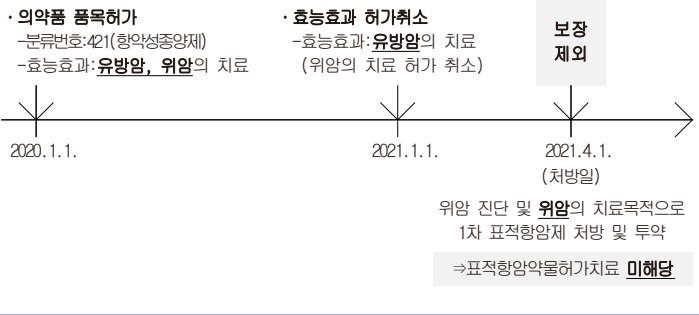 · 의약품 품목허가
-분류번호:421(항악성종양제)
-효능효과:유방암, 위암의 치료
· 효능효과 허가취소
-효능효과:유방암의 치료
(위암의 치료 허가 취소)
보장
제외
2020.1.1.
2021.1.1.
2021.4.1.
(처방일)
위암 진단 및 위암의 치료목적으로
1차 표적항암제 처방 및 투약
⇒표적항암약물허가치료 미해당